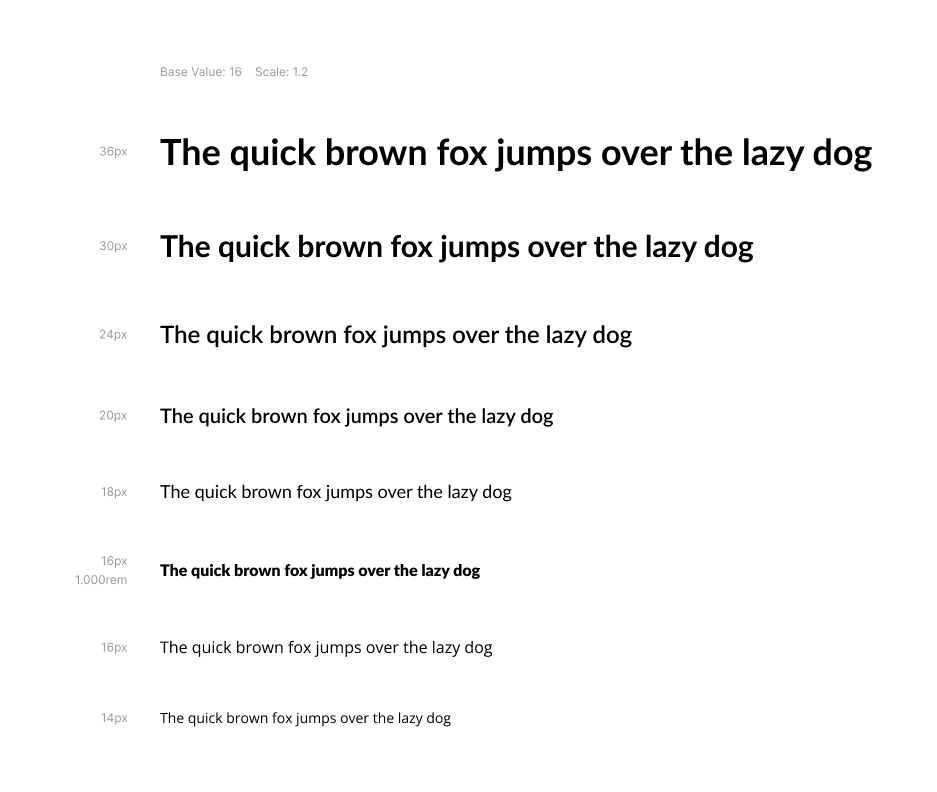 Base Value: 16 Scale: 1.2
36px The quick brown fox jumps over the lazy dog
30px The quick brown fox jumps over the lazy dog
24px The quick brown fox jumps over the lazy dog
20px The quick brown fox jumps over the lazy dog
18px The quick brown fox jumps over the lazy dog
16px
1.000rem
The quick brown fox jumps over the lazy dog
16px The quick brown fox jumps over the lazy dog
14px The quick brown fox jumps over the lazy dog